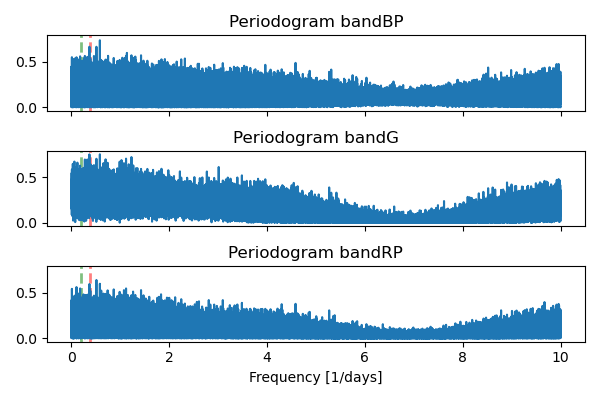 Periodogram bandBP
0.5
0.0
Periodogram bandG
0.5
0.0
Periodogram bandRP
0.5
0.0
0 2 4 6 8 10
Frequency [1/days]